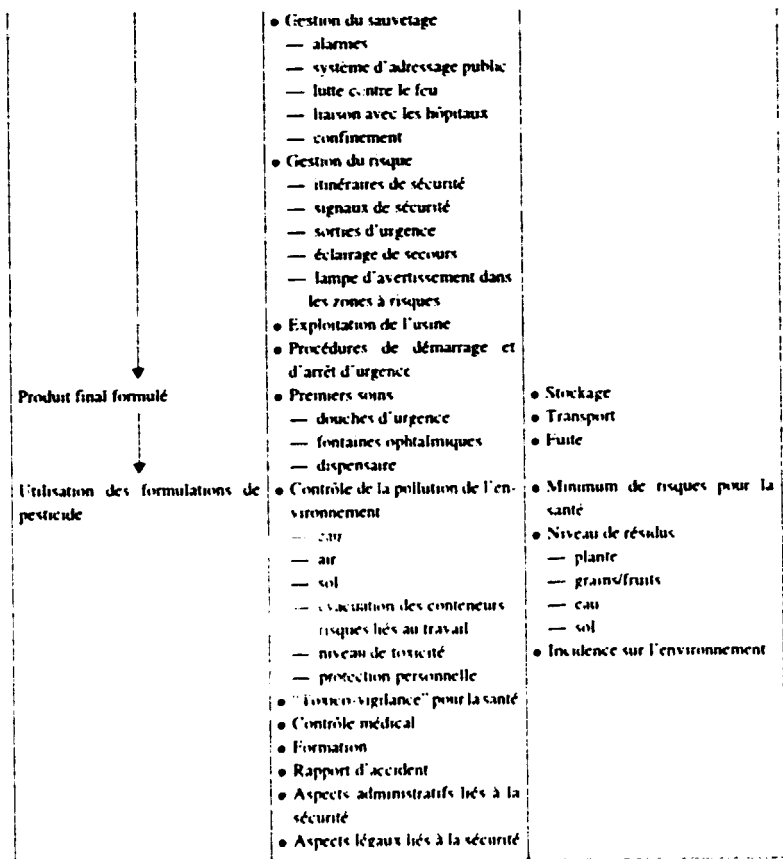 • Gestion du sauvetage
— alarmes
— système d'adressage public
— lutte contre le feu
— liaison avec les hôpitaux
— confinement
• Gestion du risque
— itinéraires de sécurité
— signaux de sécurité
— sorties d'urgence
— éclairage de secours
— lampe d'avertissement dans
les zones à risques
• Exploitation de l'usine
• Procédures de démarrage et
d'arrêt d'urgence
Produit final formulé
• Premiers soins
— douches d'urgence
— fontaines ophtalmiques
— dispensaire
• Stockage
• Transport
• Fuite
Utilisation des formulations de
pesticide
• Contrôle de la pollution de l'en-
vironnement
— eau
— air
— sol
— évacuation des conteneurs
risques liés au travail
— niveau de toxicité
— protection personnelle
• "Toxico-vigilance" pour la santé
• Contrôle médical
• Formation
• Rapport d'accident
• Aspects administratifs liés à la
sécurité
• Aspects légaux liés à la sécurité
• Minimum de risques pour la
santé
• Niveau de résidus
— plante
— grains/fruits
— eau
— sol
• Incidence sur l'environnement